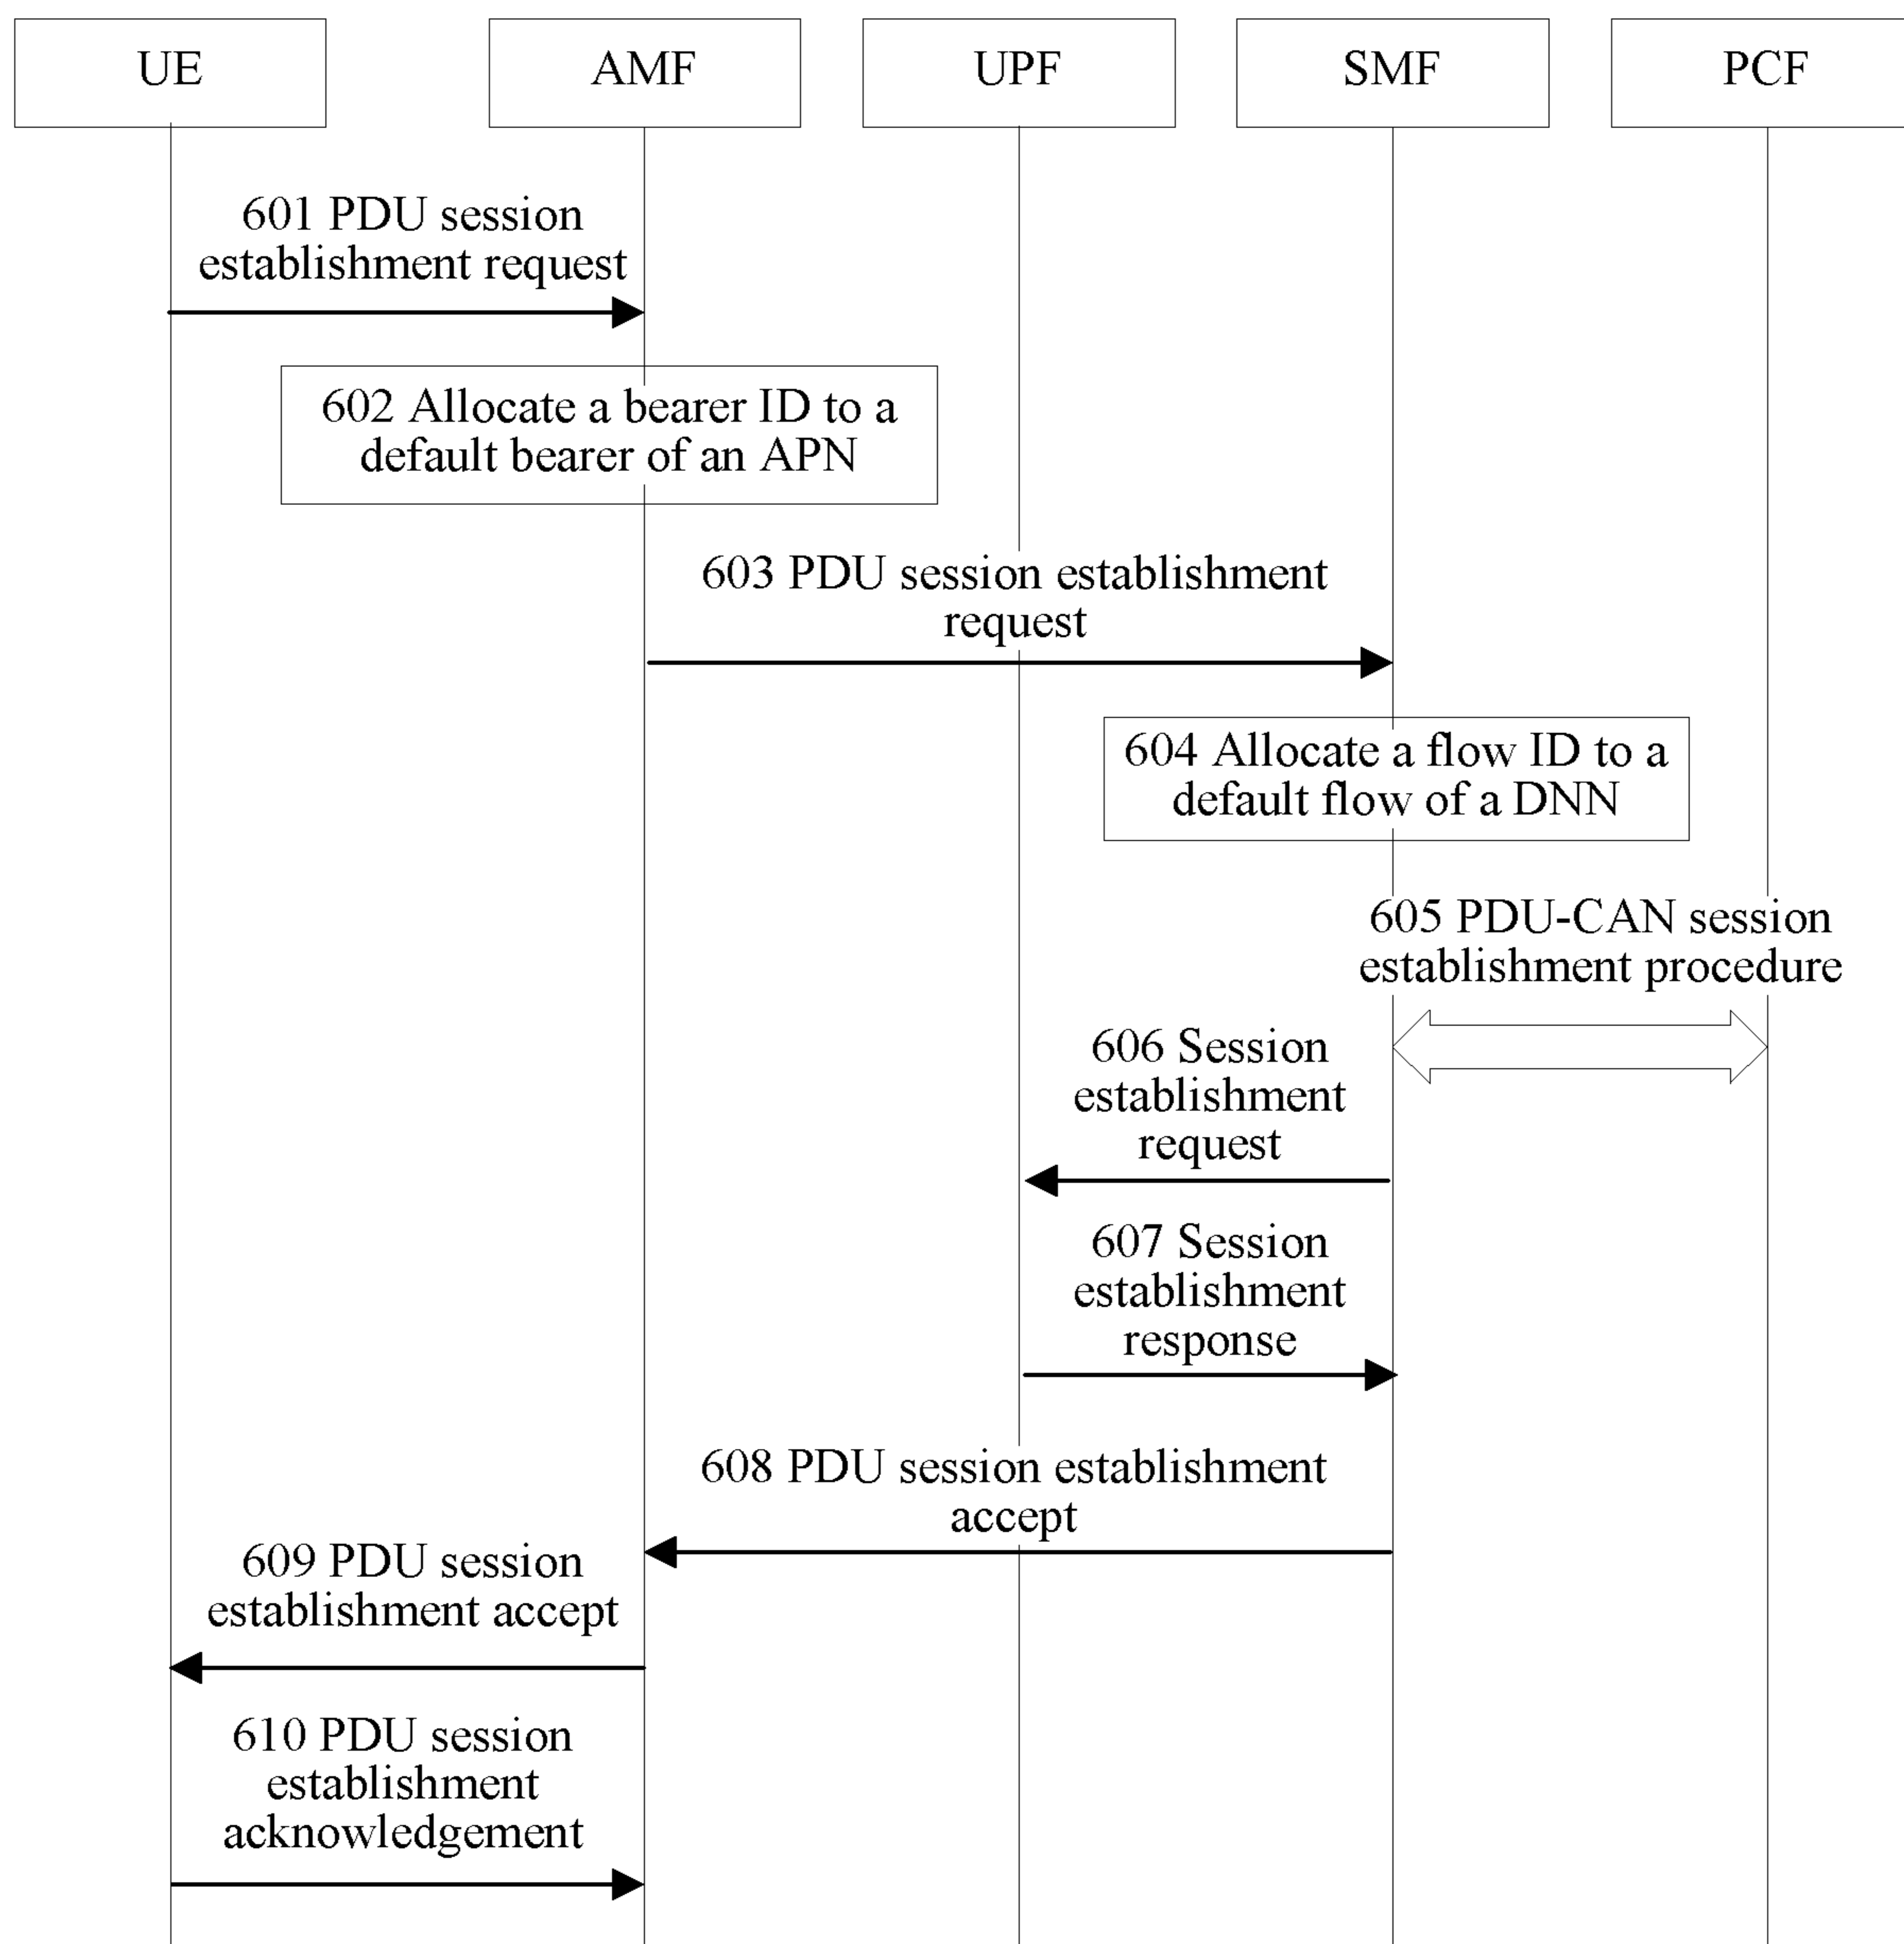 UE
AMF
UPF
SMF
PCF
601 PDU session
establishment request
602 Allocate a bearer ID to a
default bearer of an APN
603 PDU session establishment
request
604 Allocate a flow ID to a
default flow of a DNN
605 PDU-CAN session
establishment procedure
606 Session
establishment
request
607 Session
establishment
response
608 PDU session establishment
accept
609 PDU session
establishment accept
610 PDU session
establishment
acknowledgement